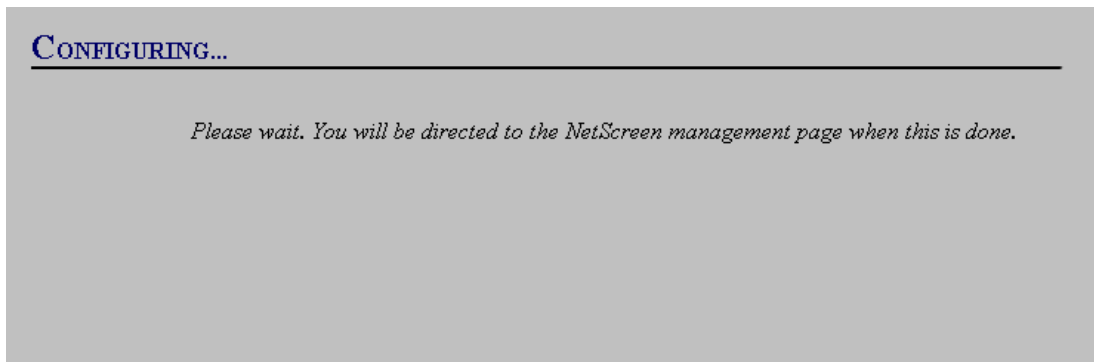 CONFIGURING...
Please wait. You will be directed to the NetScreen management page when this is done.